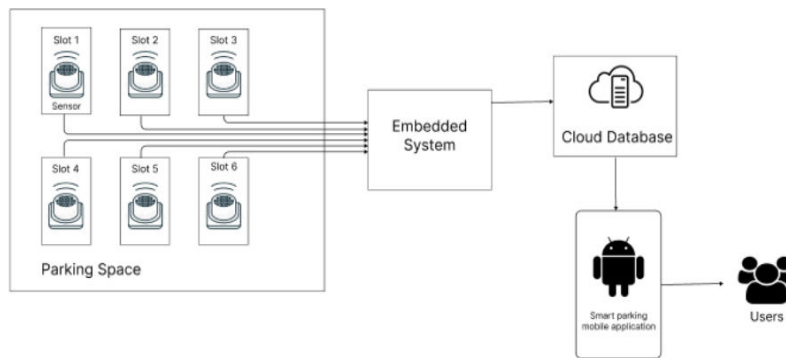 Slot 1
Slot 2
Slot 3
Sensor
Slot 4
Slot 5
Slot 6
Parking Space
Embedded
System
Cloud Database
Smart parking
mobile application
Users